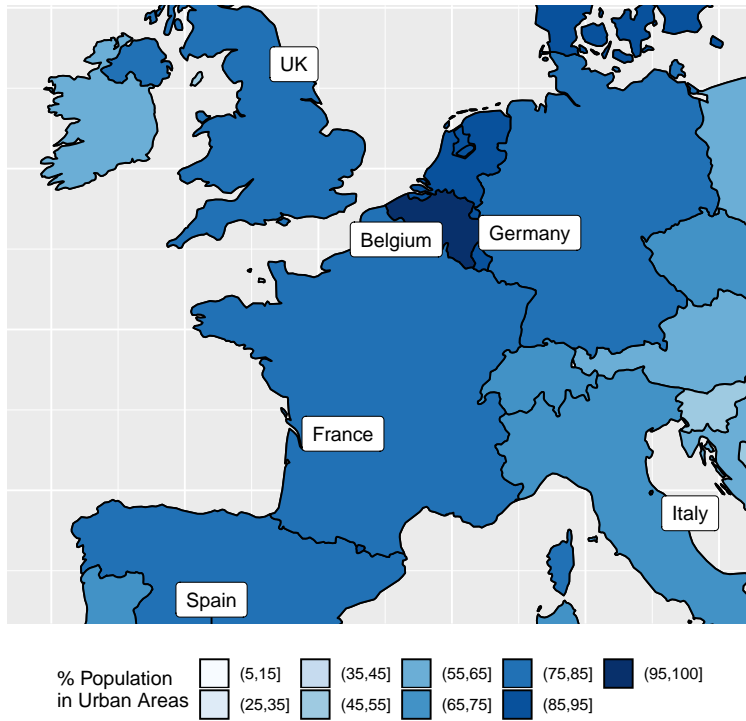 UK
Belgium
Germany
France
Italy
Spain
% Population
in Urban Areas
(5,15] (35,45] (55,65] (75,85] (95,100]
(25,35] (45,55] (65,75] (85,95]